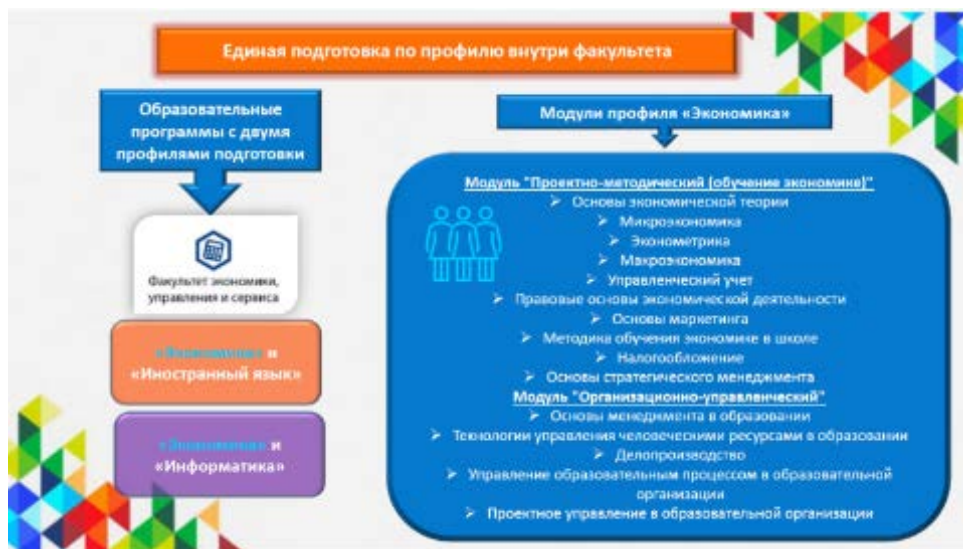 Единая подготовка по профилю внутри факультета
Образовательные
программы с двумя
профилями подготовки
Факультет экономики,
управления и сервиса
«Экономика» и
«Иностранный язык»
«Экономика» и
«Информатика»
Модули профиля «Экономика»
Модуль "Проектно-методический (обучение экономике)"
➢ Основы экономической теории
➢ Микроэкономика
➢ Эконометрика
➢ Макроэкономика
➢ Управленческий учет
➢ Правовые основы экономической деятельности
➢ Основы маркетинга
➢ Методика обучения экономике в школе
➢ Налогообложение
➢ Основы стратегического менеджмента
Модуль "Организационно-управленческий"
➢ Основы менеджмента в образовании
➢ Технологии управления человеческими ресурсами в образовании
➢ Делопроизводство
➢ Управление образовательным процессом в образовательной
организации
➢ Проектное управление в образовательной организации